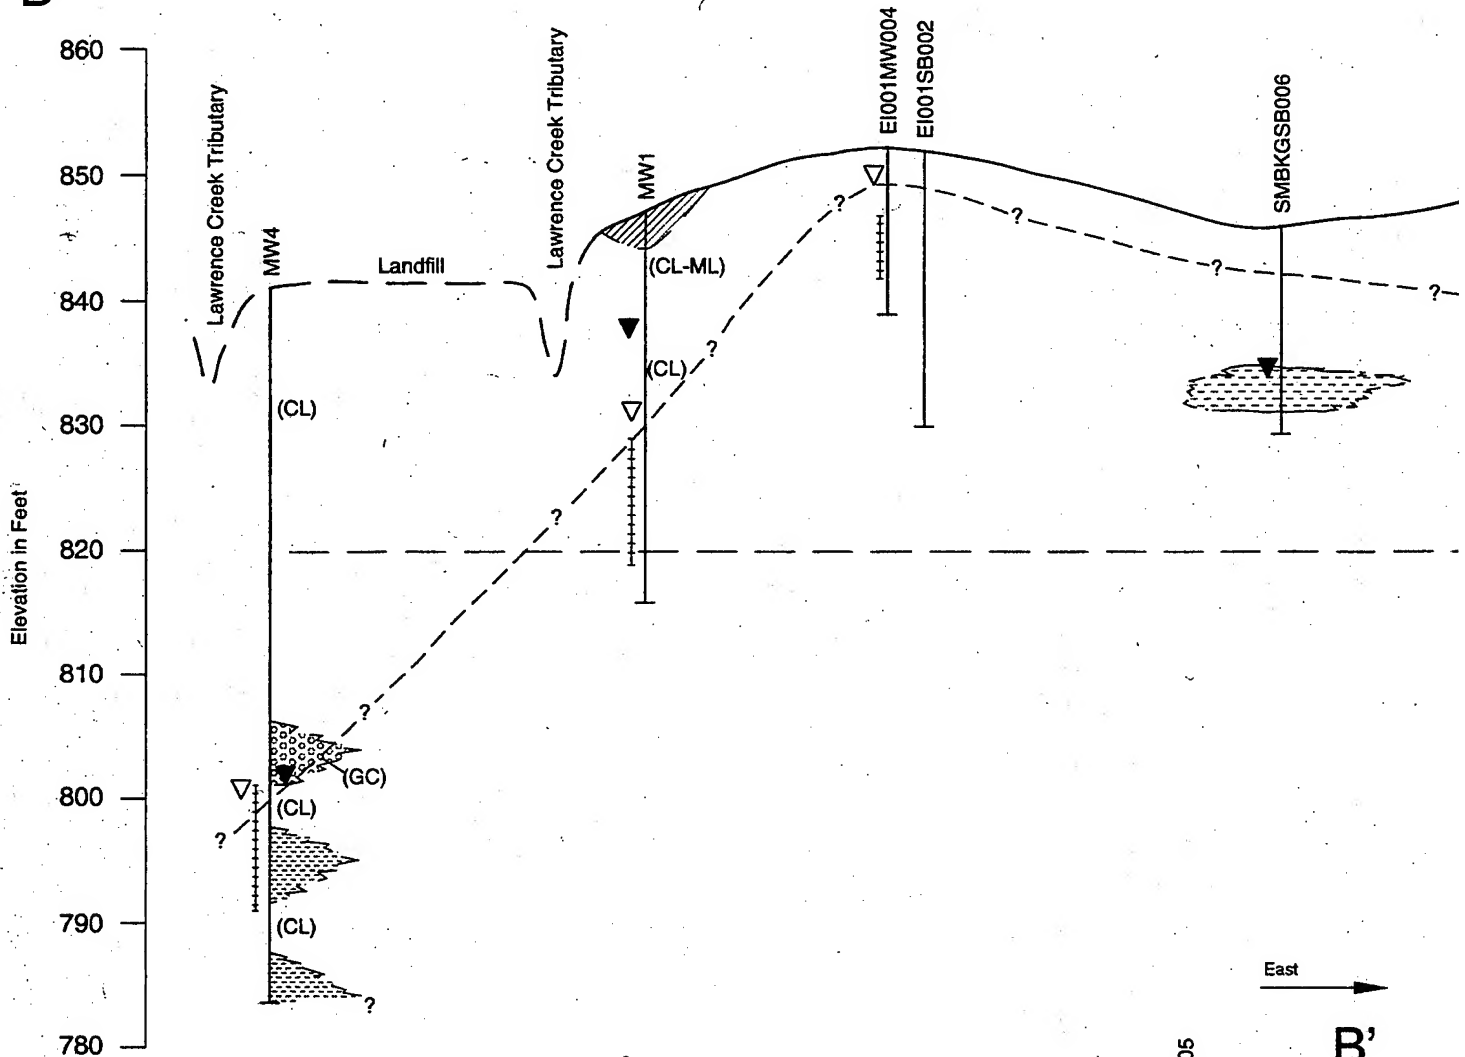 860
850
840
830
820
810
800
790
780
Elevation in Feet
Lawrence Creek Tributary
MW4
Landfill
Lawrence Creek Tributary
MW1
EI001MW004
EI001SB002
SMBKGSB006
(CL-ML)
(CL)
(CL)
?
?
?
?
?
?
?
?
?
(GC)
(CL)
(CL)
?
East
B'
05